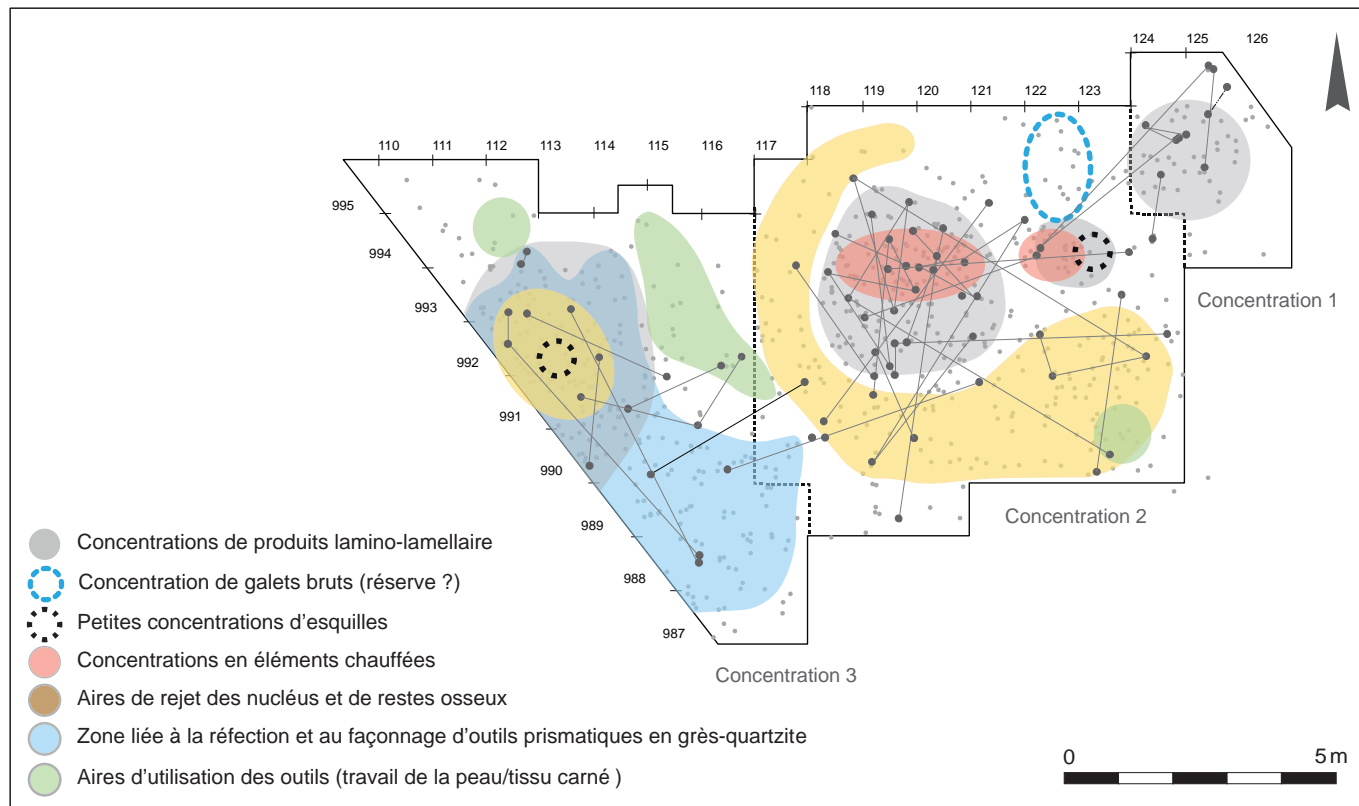 124 125 126
118 119 120 121 122 123
117
110 111 112 113 114 115 116
995
994
993
992
991
990
989
988
987
Concentration 1
Concentration 2
Concentration 3
Concentrations de produits lamino-lamellaire
Concentration de galets bruts (réserve ?)
Petites concentrations d'esquilles
Concentrations en éléments chauffées
Aires de rejet des nucléus et de restes osseux
Zone liée à la réfection et au façonnage d'outils prismatiques en grès-quartzite
Aires d'utilisation des outils (travail de la peau/tissu carné )
0 5 m